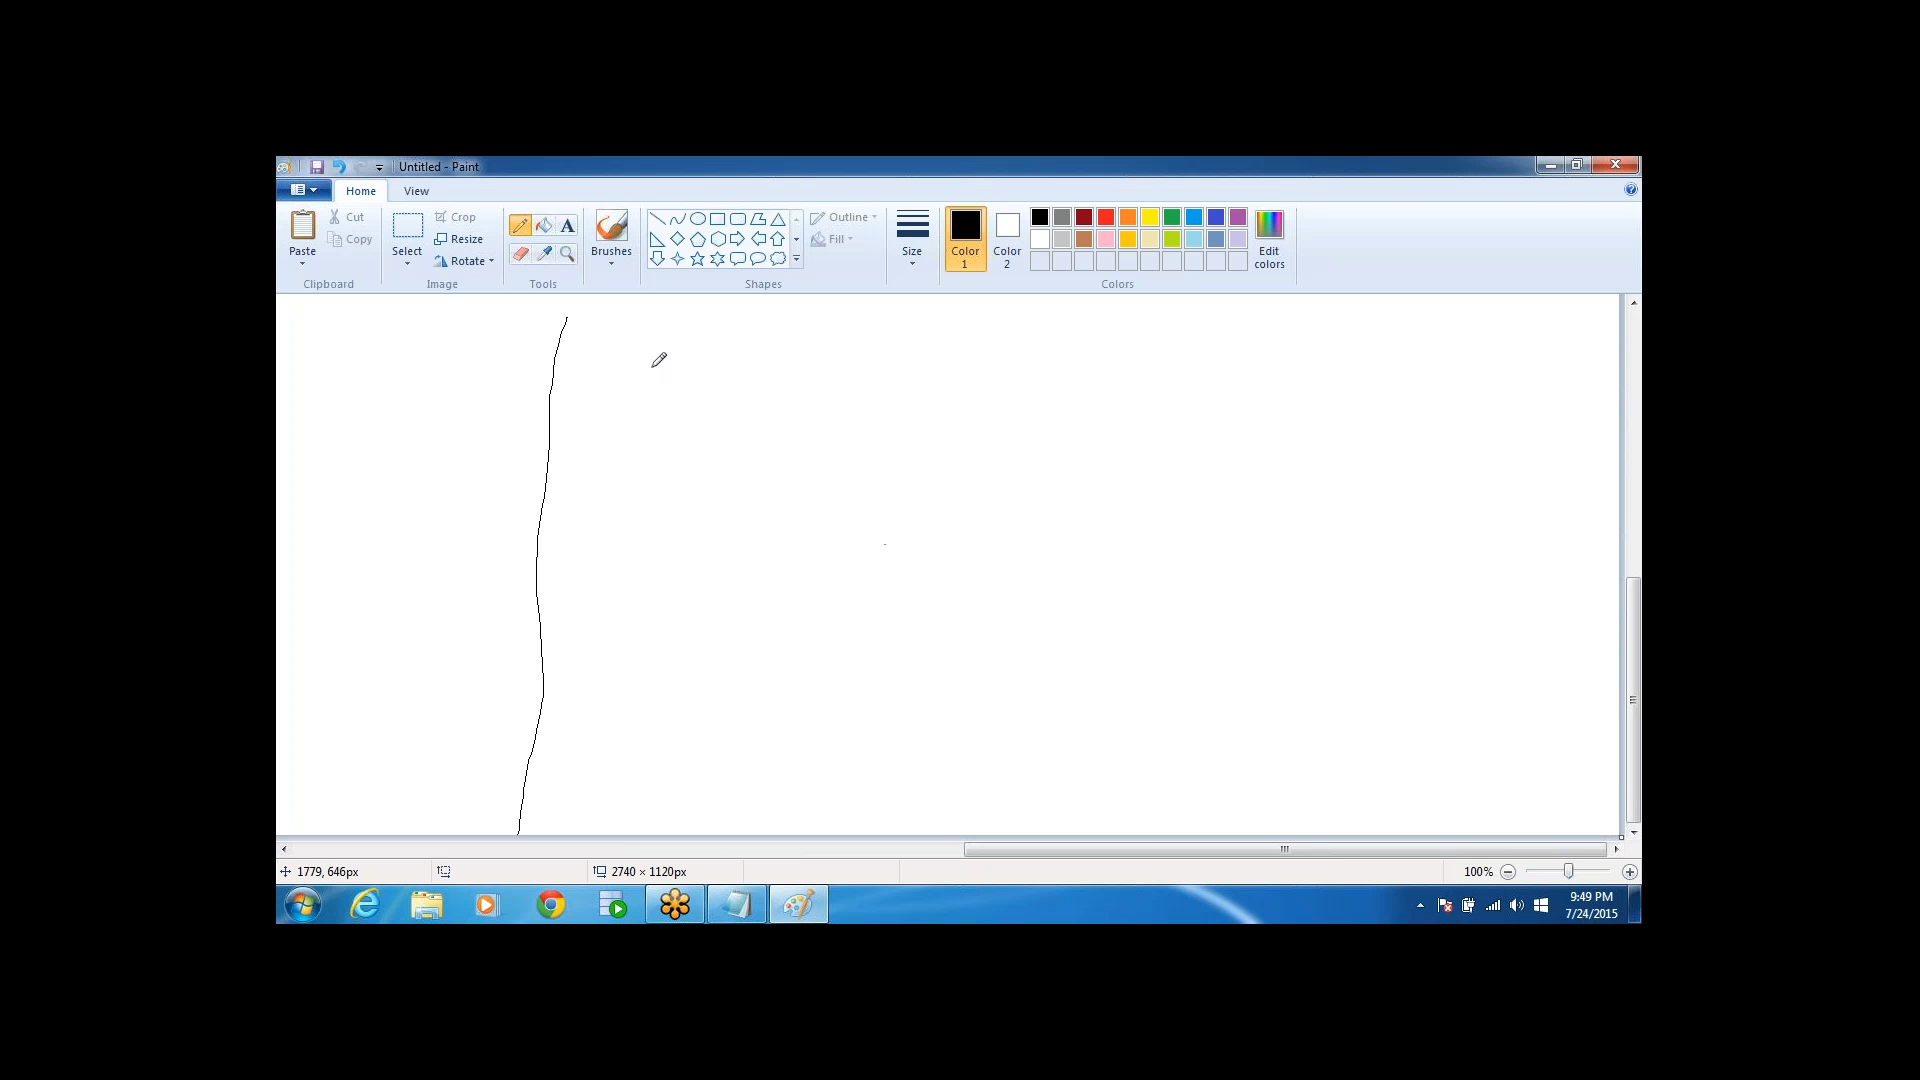 Untitled - Paint
Home View
Paste
Cut
Copy
Clipboard
Select
Crop
Resize
Rotate
Image
A
Tools
Brushes
Outline
Fill
Shapes
Size
Color 1
Color 2
Edit colors
Colors
1779, 646px
2740 × 1120px
100%
9:49 PM
7/24/2015